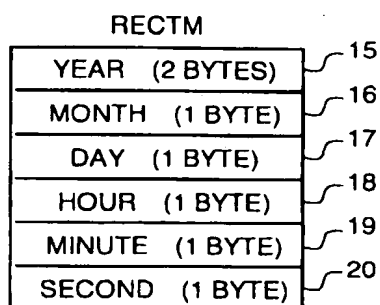 RECTM
YEAR (2 BYTES) 15
MONTH (1 BYTE) 16
DAY (1 BYTE) 17
HOUR (1 BYTE) 18
MINUTE (1 BYTE) 19
SECOND (1 BYTE) 20